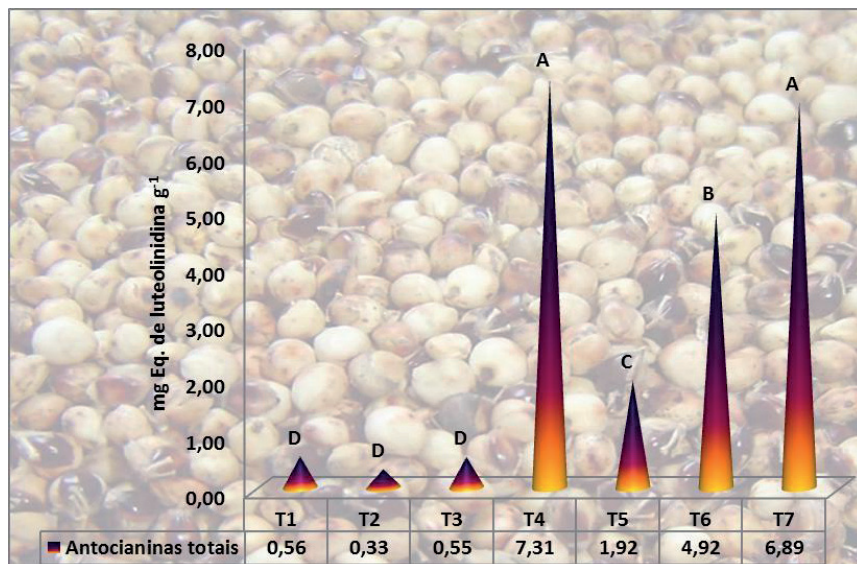 8,00
7,00
6,00
5,00
4,00
3,00
2,00
1,00
0,00
mg Eq. de luteolinidina g⁻¹
D
D
D
A
C
B
A
T1 T2 T3 T4 T5 T6 T7
Antocianinas totais 0,56 0,33 0,55 7,31 1,92 4,92 6,89